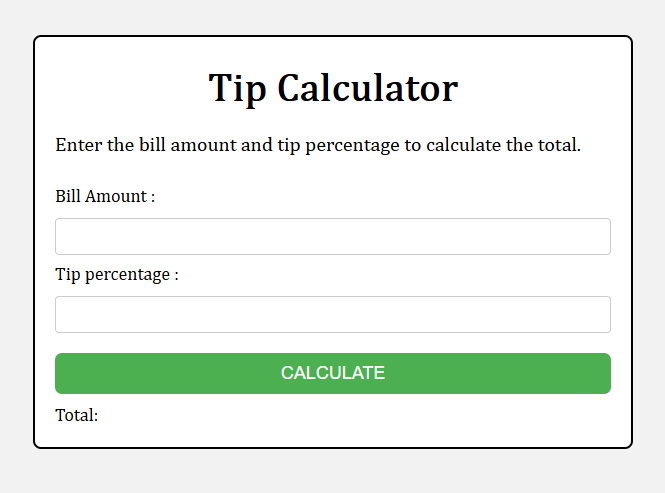 Tip Calculator
Enter the bill amount and tip percentage to calculate the total.
Bill Amount :
Tip percentage :
CALCULATE
Total: